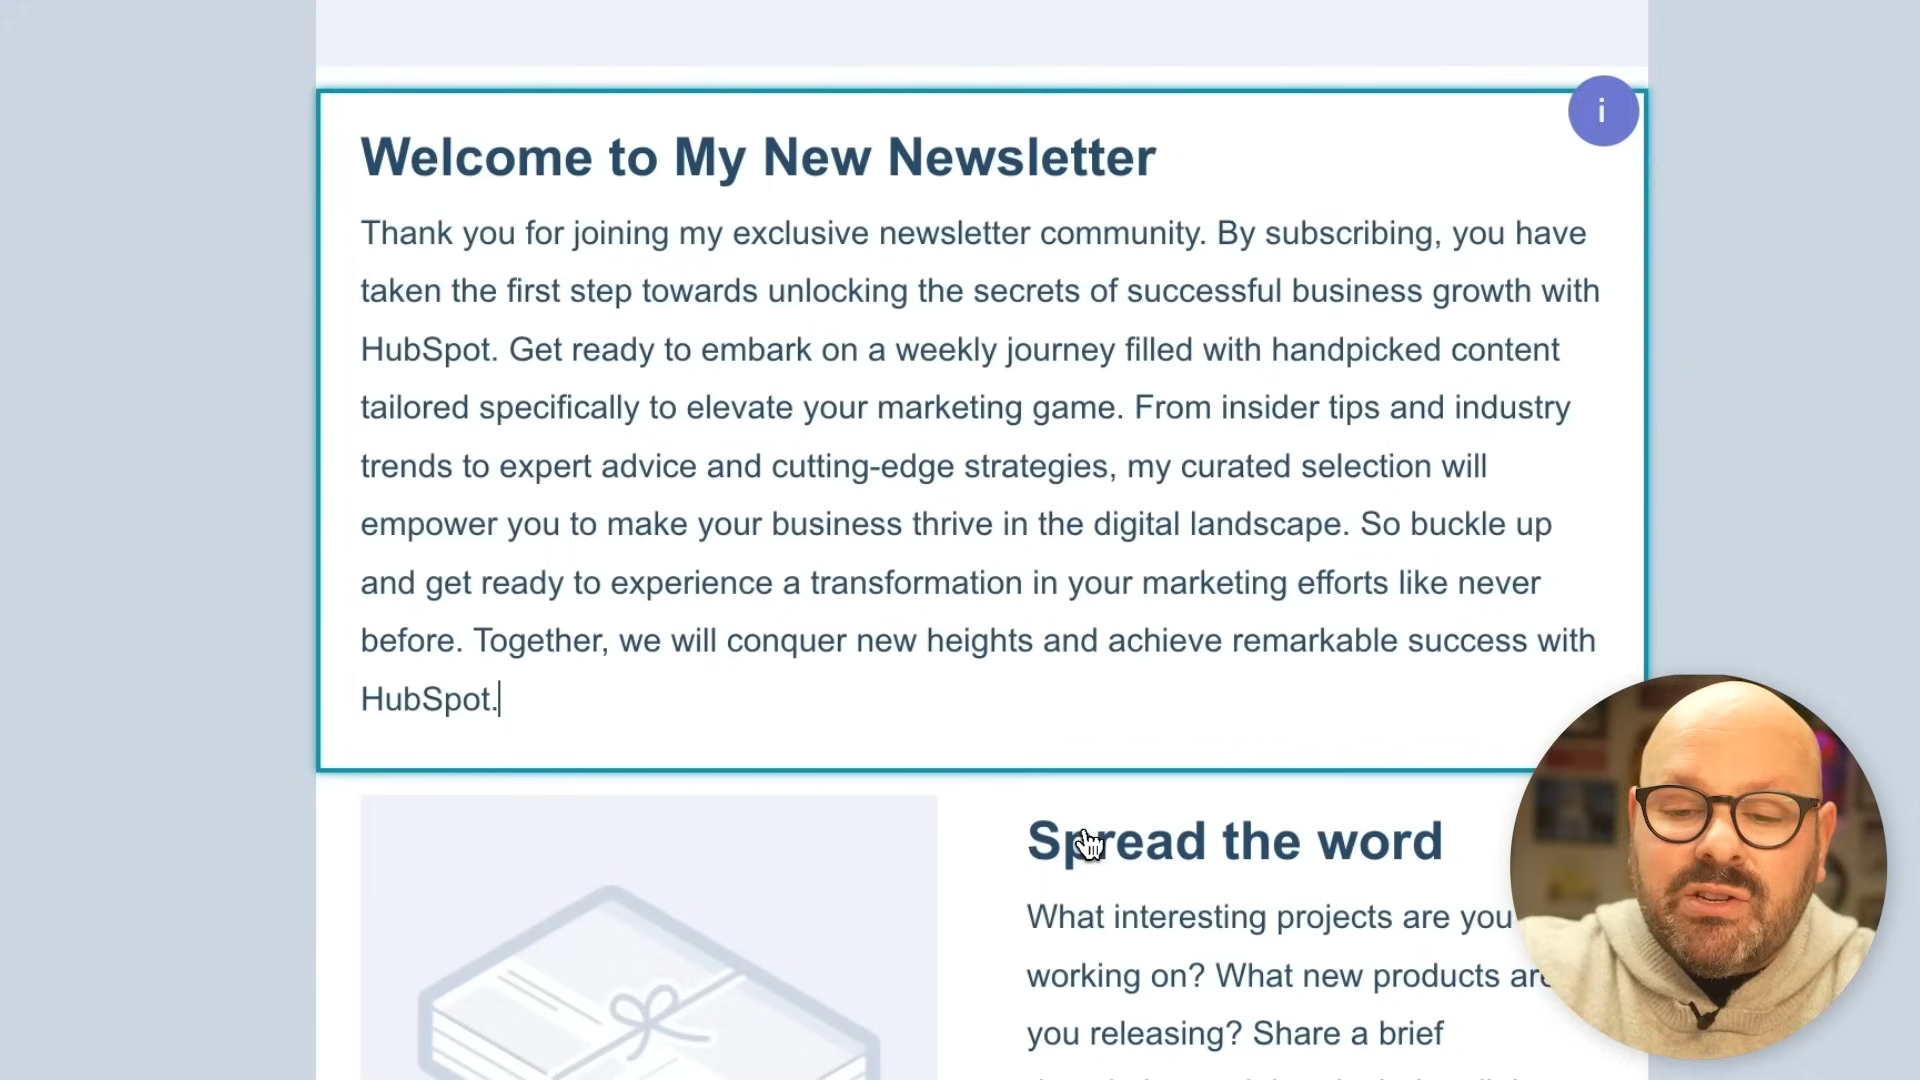 i
Welcome to My New Newsletter
Thank you for joining my exclusive newsletter community. By subscribing, you have
taken the first step towards unlocking the secrets of successful business growth with
HubSpot. Get ready to embark on a weekly journey filled with handpicked content
tailored specifically to elevate your marketing game. From insider tips and industry
trends to expert advice and cutting-edge strategies, my curated selection will
empower you to make your business thrive in the digital landscape. So buckle up
and get ready to experience a transformation in your marketing efforts like never
before. Together, we will conquer new heights and achieve remarkable success with
HubSpot.
Spread the word
What interesting projects are you
working on? What new products are
you releasing? Share a brief